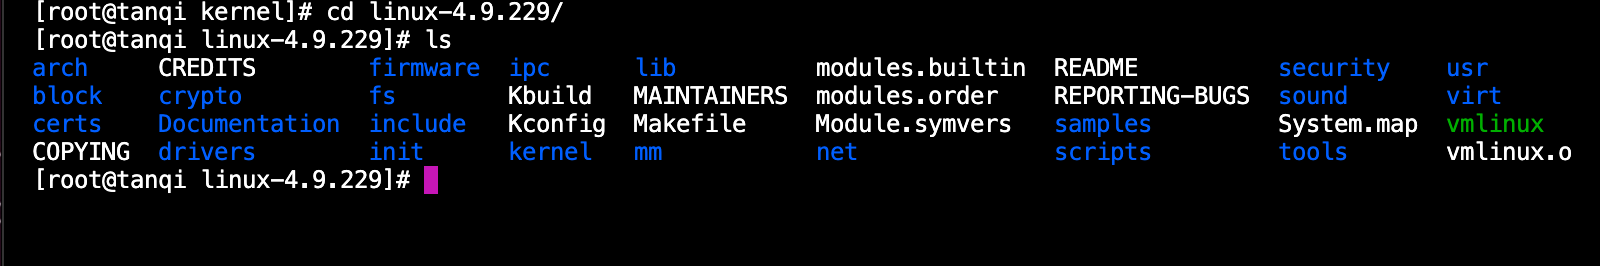 [root@tanqi kernel]# cd linux-4.9.229/
[root@tanqi linux-4.9.229]# ls
arch CREDITS firmware ipc lib modules.builtin README security usr
block crypto fs Kbuild MAINTAINERS modules.order REPORTING-BUGS sound virt
certs Documentation include Kconfig Makefile Module.symvers samples System.map vmlinux
COPYING drivers init kernel mm net scripts tools vmlinux.o
[root@tanqi linux-4.9.229]#